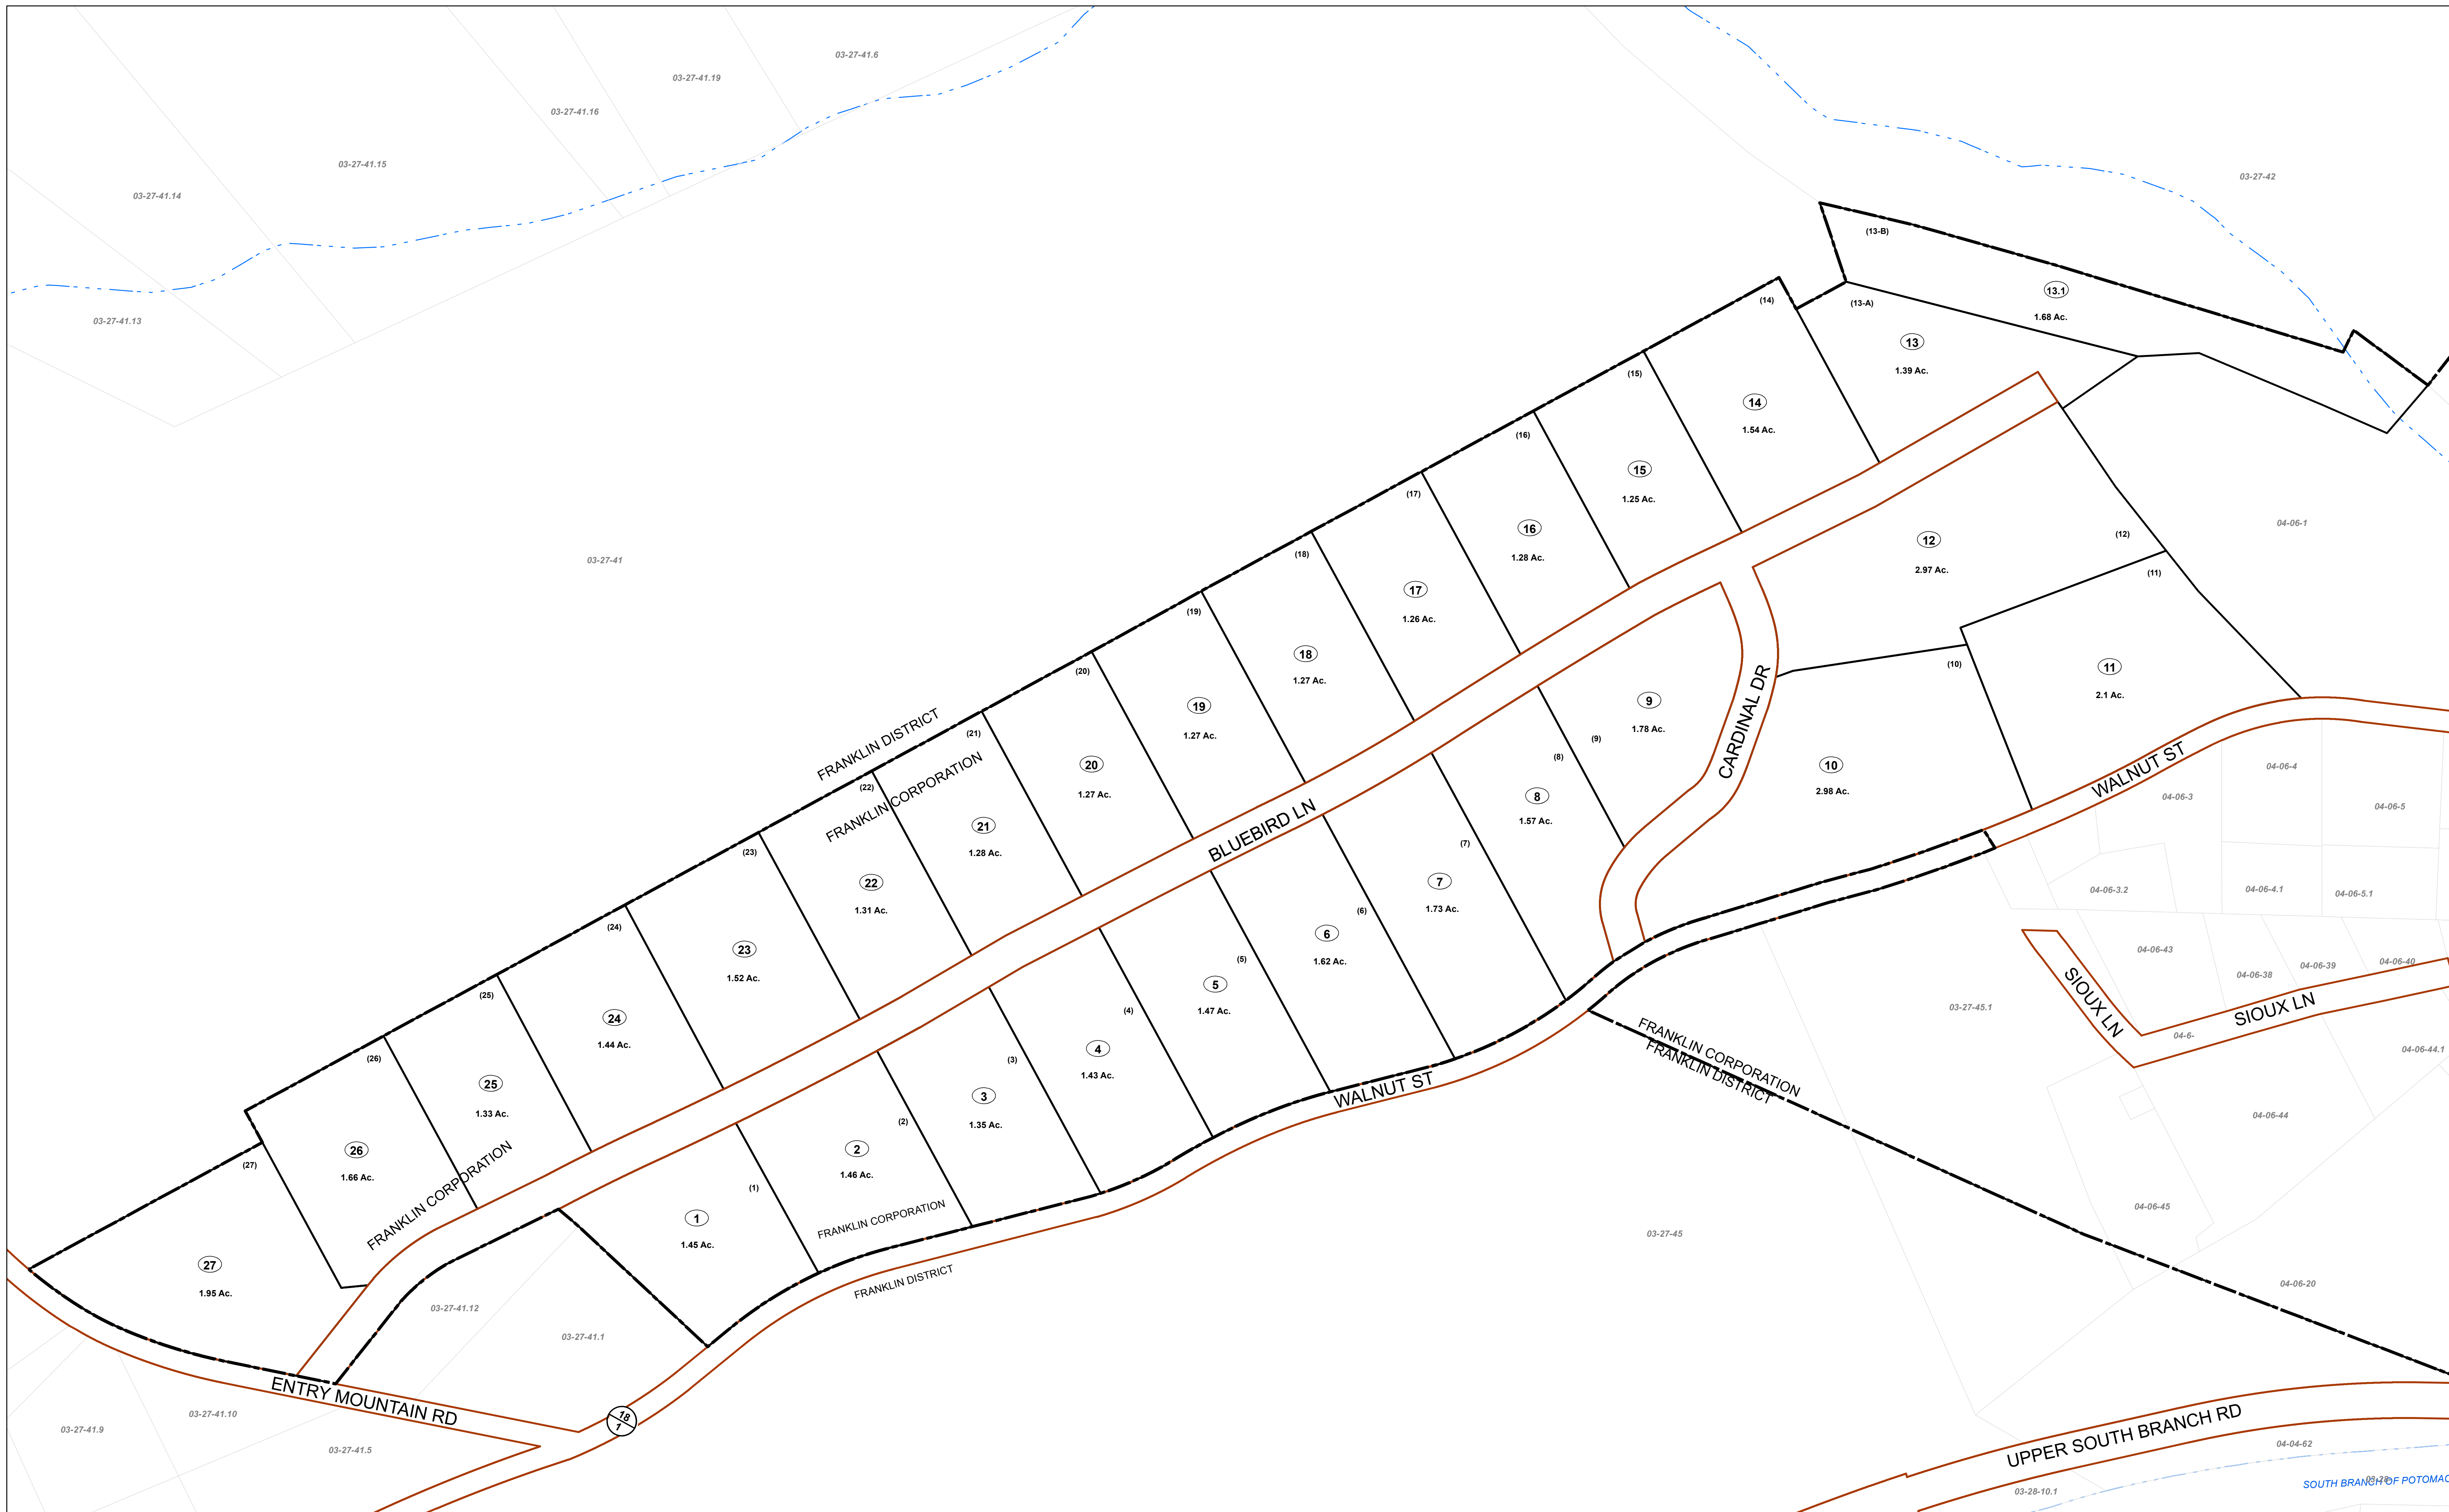 03-27-41.6
03-27-41.19
03-27-41.16
03-27-41.15
03-27-41.14
03-27-41.13
03-27-42
(13-B)
13.1
1.68 Ac.
(14)
(13-A)
13
1.39 Ac.
(15)
14
1.54 Ac.
(16)
15
1.25 Ac.
(17)
16
1.28 Ac.
04-06-1
(12)
12
2.97 Ac.
(11)
03-27-41
(18)
17
1.26 Ac.
(19)
18
1.27 Ac.
(10)
11
2.1 Ac.
(20)
19
1.27 Ac.
9
1.78 Ac.
CARDINAL DR
(9)
(8)
FRANKLIN DISTRICT
FRANKLIN CORPORATION
(21)
20
1.27 Ac.
10
2.98 Ac.
WALNUT ST
04-06-4
04-06-3
04-06-5
(22)
21
1.28 Ac.
BLUEBIRD LN
8
1.57 Ac.
(23)
22
1.31 Ac.
(7)
7
1.73 Ac.
04-06-3.2
04-06-4.1
04-06-5.1
(24)
23
1.52 Ac.
(6)
6
1.62 Ac.
04-06-43
04-06-38
04-06-39
04-06-40
(25)
24
1.44 Ac.
(5)
5
1.47 Ac.
03-27-45.1
SIOUX LN
SIOUX LN
04-6-
04-06-44.1
(4)
4
1.43 Ac.
FRANKLIN CORPORATION
FRANKLIN DISTRICT
(26)
25
1.33 Ac.
(3)
3
1.35 Ac.
WALNUT ST
04-06-44
(27)
26
1.66 Ac.
FRANKLIN CORPORATION
(2)
2
1.46 Ac.
(1)
1
1.45 Ac.
FRANKLIN CORPORATION
FRANKLIN DISTRICT
03-27-45
04-06-45
27
1.95 Ac.
04-06-20
03-27-41.12
03-27-41.1
ENTRY MOUNTAIN RD
18
1
03-27-41.10
03-27-41.9
03-27-41.5
UPPER SOUTH BRANCH RD
04-04-62
SOUTH BRANCH OF POTOMAC
03-28-10.1